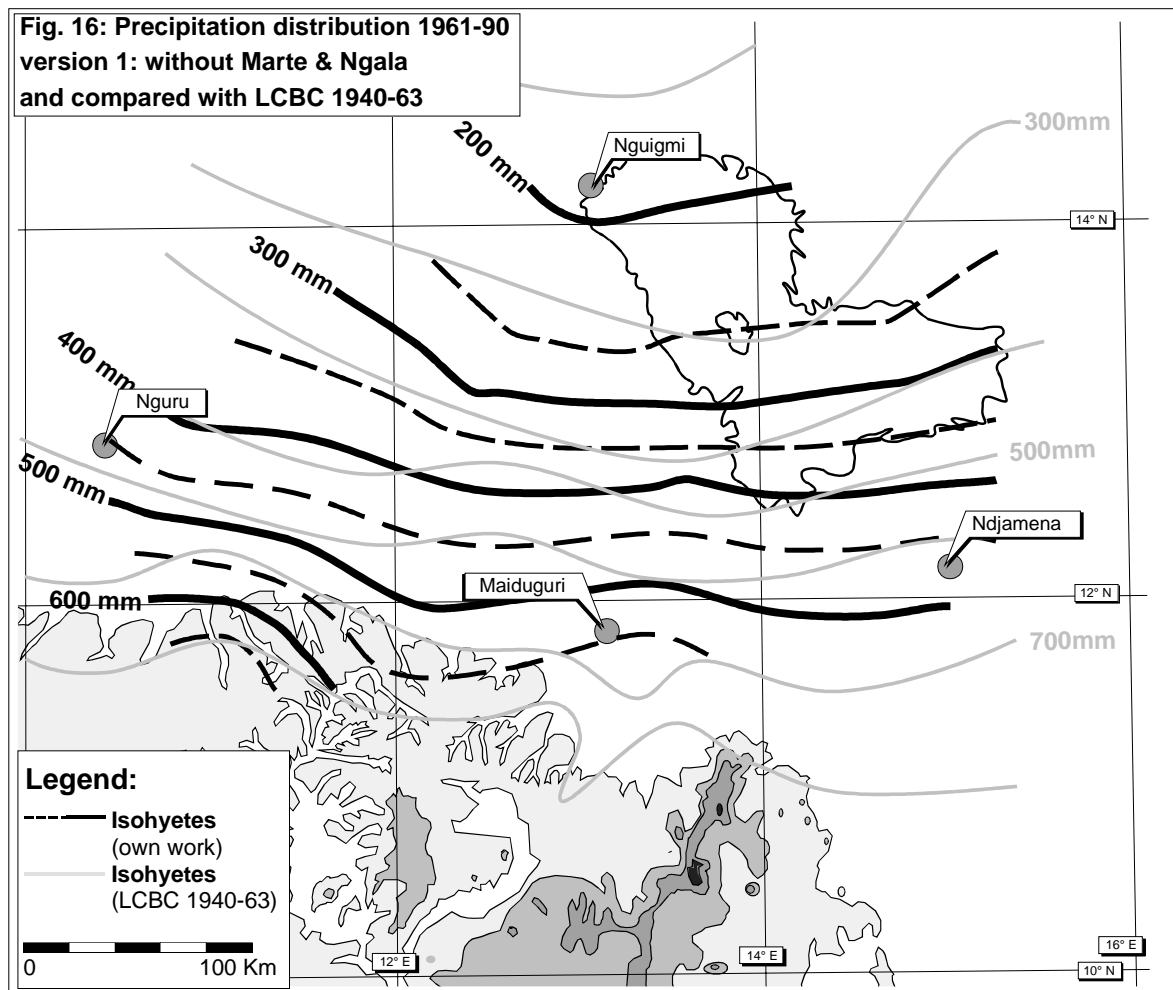 Fig. 16: Precipitation distribution 1961-90
version 1: without Marte & Ngala
and compared with LCBC 1940-63
200 mm
Nguigmi
300mm
14° N
300 mm
400 mm
Nguru
500 mm
500mm
Ndjamena
Maiduguri
12° N
600 mm
700mm
Legend:
Isohyetes
(own work)
Isohyetes
(LCBC 1940-63)
0 100 Km
12° E
14° E
16° E
10° N